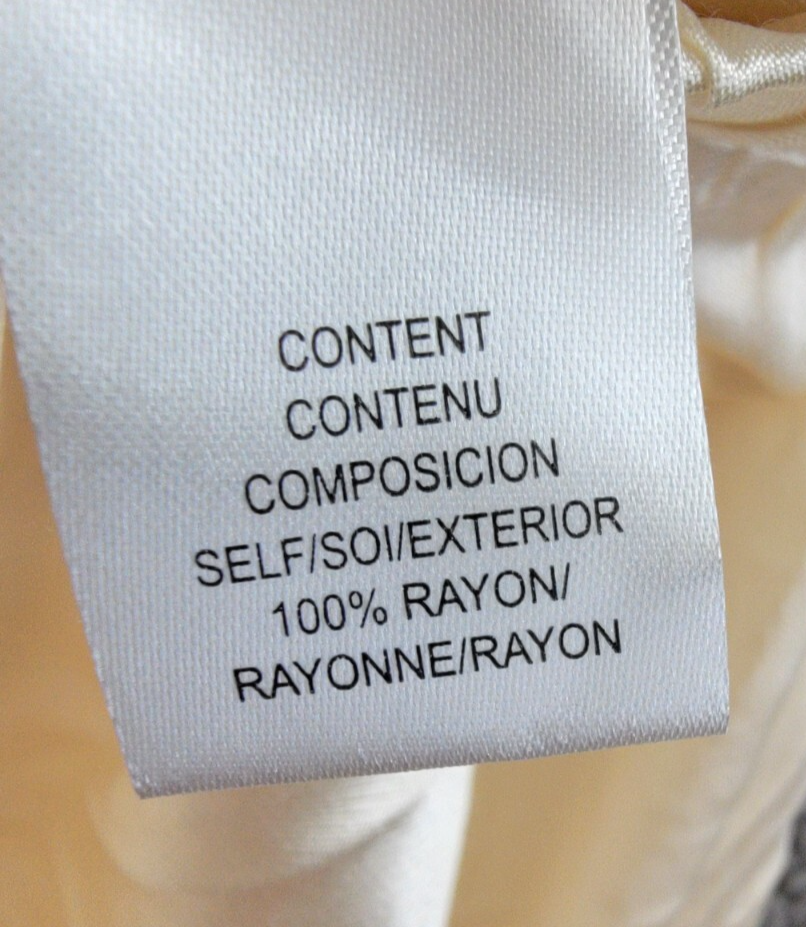 CONTENT
CONTENU
COMPOSICION
SELF/SOI/EXTERIOR
100% RAYON/
RAYONNE/RAYON